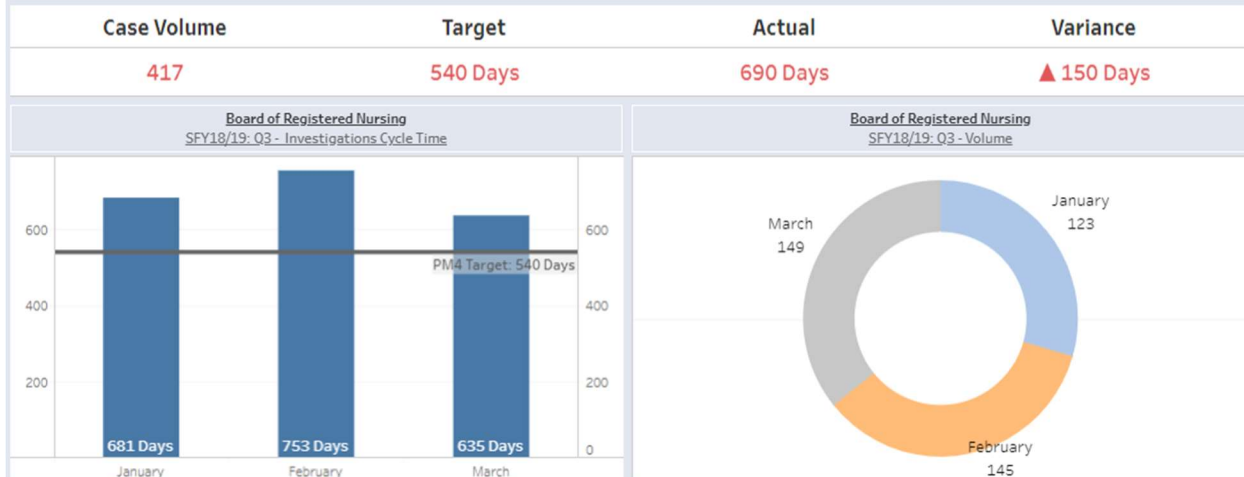 Case Volume Target Actual Variance
417 540 Days 690 Days ▲ 150 Days
Board of Registered Nursing
SFY18/19: Q3 - Investigations Cycle Time
600
400
200
600
400
200
0
PM4 Target: 540 Days
681 Days 753 Days 635 Days
January February March
Board of Registered Nursing
SFY18/19: Q3 - Volume
January
123
March
149
February
145